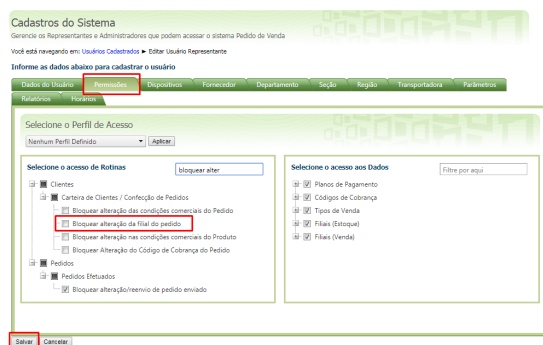 Cadastros do Sistema
Gerencie os Representantes e Administradores que podem acessar o sistema Pedido de Venda
Você está navegando em: Usuários Cadastrados ► Editar Usuário Representante
Informe as dados abaixo para cadastrar o usuário
Dados do Usuário Permissões Dispositivos Fornecedor Departamento Seção Região Transportadora Parâmetros
Relatórios Horários
Selecione o Perfil de Acesso
Nenhum Perfil Definido Aplicar
Selecione o acesso de Rotinas bloquear alter Selecione o acesso aos Dados Filtre por aqui
Clientes Planos de Pagamento
Carteira de Clientes / Confecção de Pedidos Códigos de Cobrança
Bloquear alteração das condições comerciais do Pedido Tipos de Venda
Bloquear alteração da filial do pedido Filiais (Estoque)
Bloquear alteração nas condições comerciais do Produto Filiais (Venda)
Bloquear Alteração do Código de Cobrança do Pedido
Pedidos
Pedidos Efetuados
Bloquear alteração/reenvio de pedido enviado
Salvar Cancelar